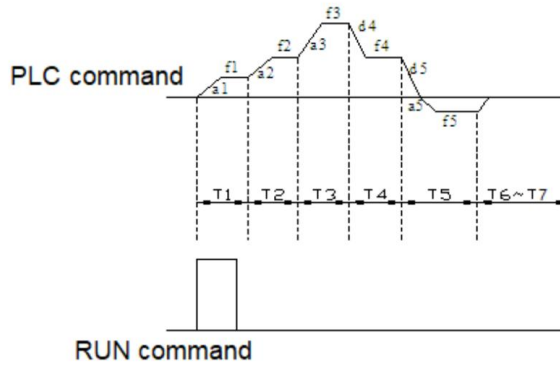 f3
d4
f2
a3
f4
f1
a2
d5
PLC command
a1
a5
f5
T1 T2 T3 T4 T5 T6~T7
RUN command